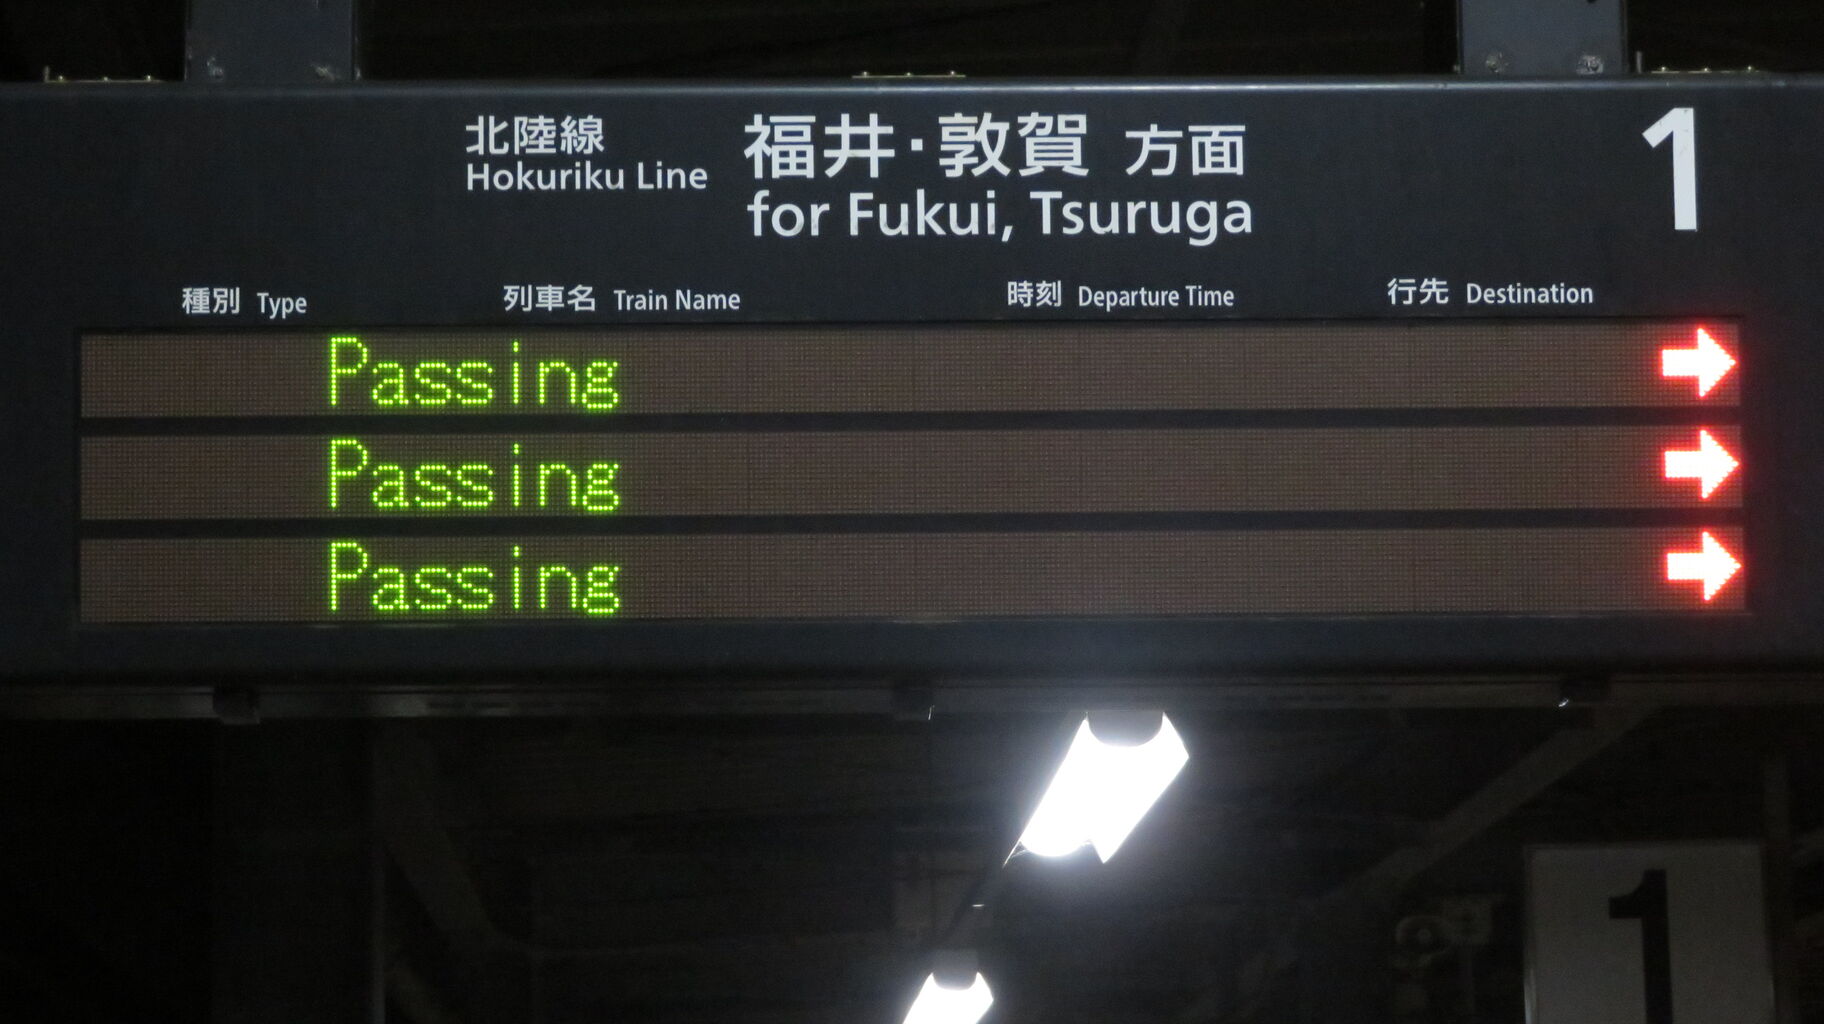 北陸線 福井・敦賀 方面 1
Hokuriku Line for Fukui, Tsuruga
種別 Type 列車名 Train Name 時刻 Departure Time 行先 Destination
Passing
Passing
Passing
1